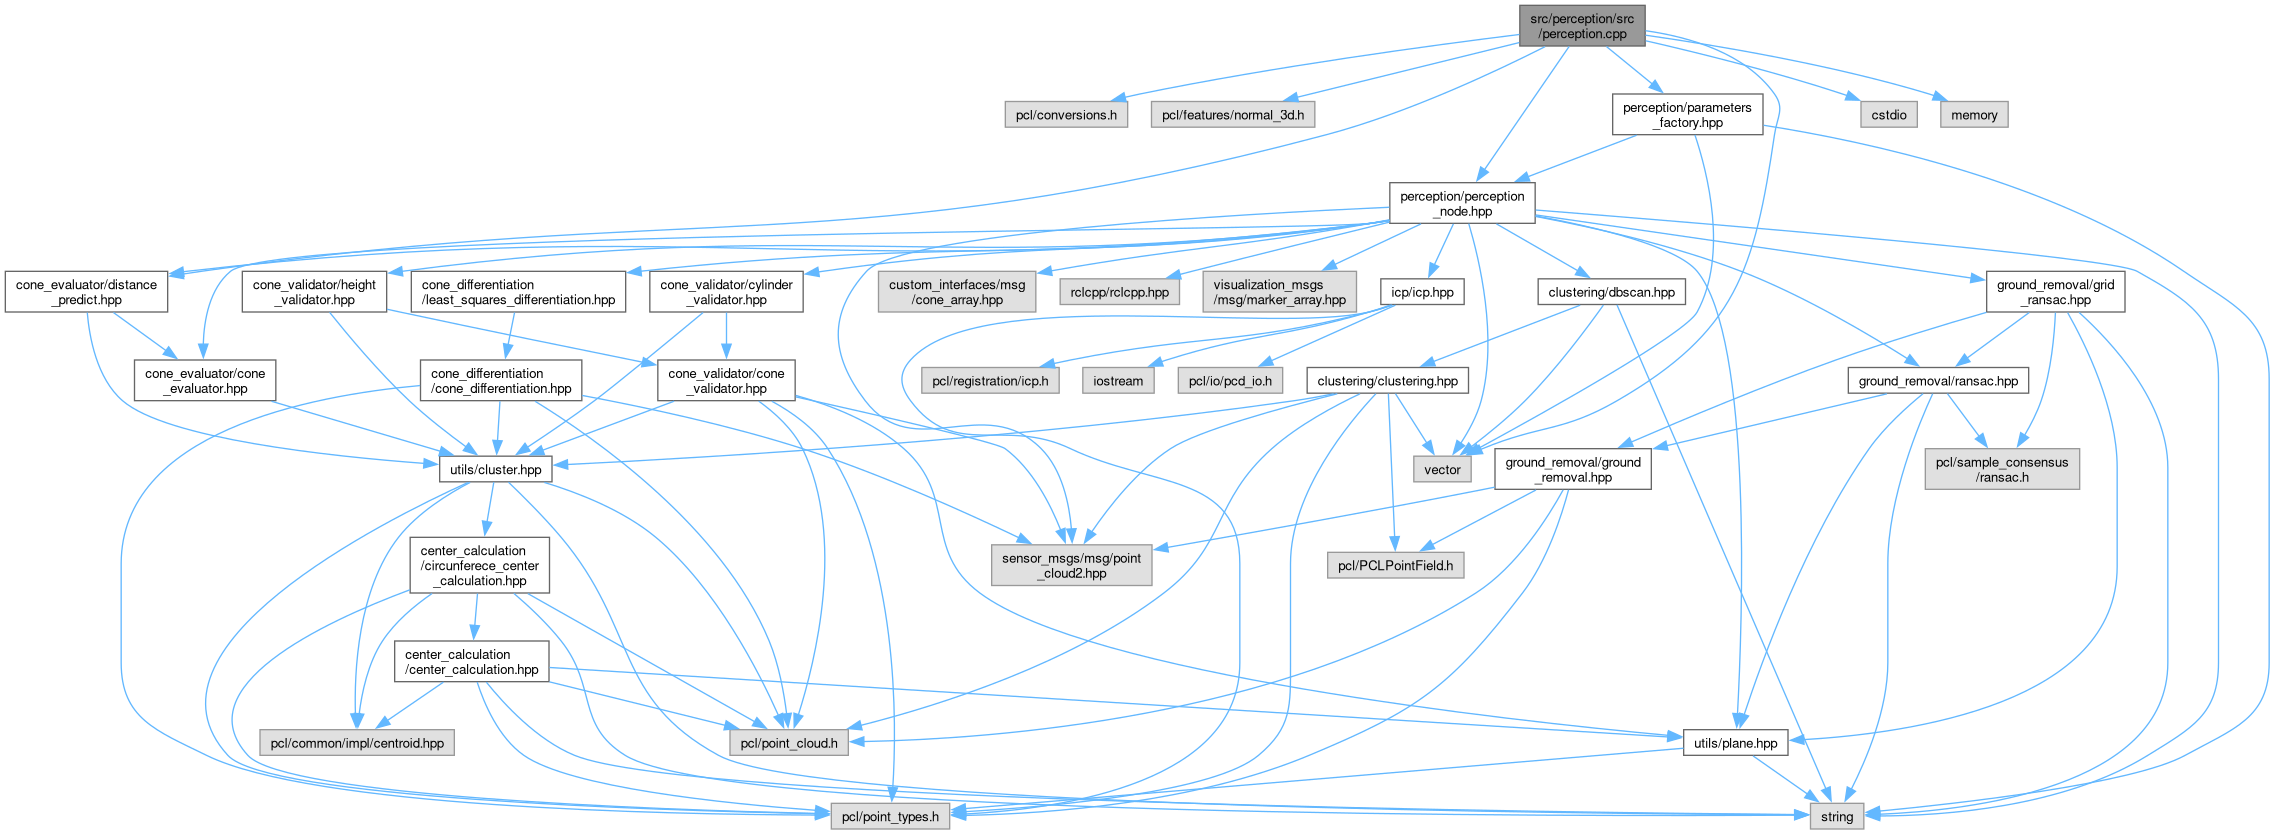 src/perception/src
/perception.cpp
pcl/conversions.h
pcl/features/normal_3d.h
perception/parameters
_factory.hpp
cstdio
memory
perception/perception
_node.hpp
cone_evaluator/distance
_predict.hpp
cone_validator/height
_validator.hpp
cone_differentiation
/least_squares_differentiation.hpp
cone_validator/cylinder
_validator.hpp
custom_interfaces/msg
/cone_array.hpp
rclcpp/rclcpp.hpp
visualization_msgs
/msg/marker_array.hpp
icp/icp.hpp
clustering/dbscan.hpp
ground_removal/grid
_ransac.hpp
cone_evaluator/cone
_evaluator.hpp
cone_differentiation
/cone_differentiation.hpp
cone_validator/cone
_validator.hpp
pcl/registration/icp.h
iostream
pcl/io/pcd_io.h
clustering/clustering.hpp
ground_removal/ransac.hpp
utils/cluster.hpp
vector
ground_removal/ground
_removal.hpp
pcl/sample_consensus
/ransac.h
center_calculation
/circunferece_center
_calculation.hpp
sensor_msgs/msg/point
_cloud2.hpp
pcl/PCLPointField.h
center_calculation
/center_calculation.hpp
pcl/common/impl/centroid.hpp
pcl/point_cloud.h
utils/plane.hpp
pcl/point_types.h
string